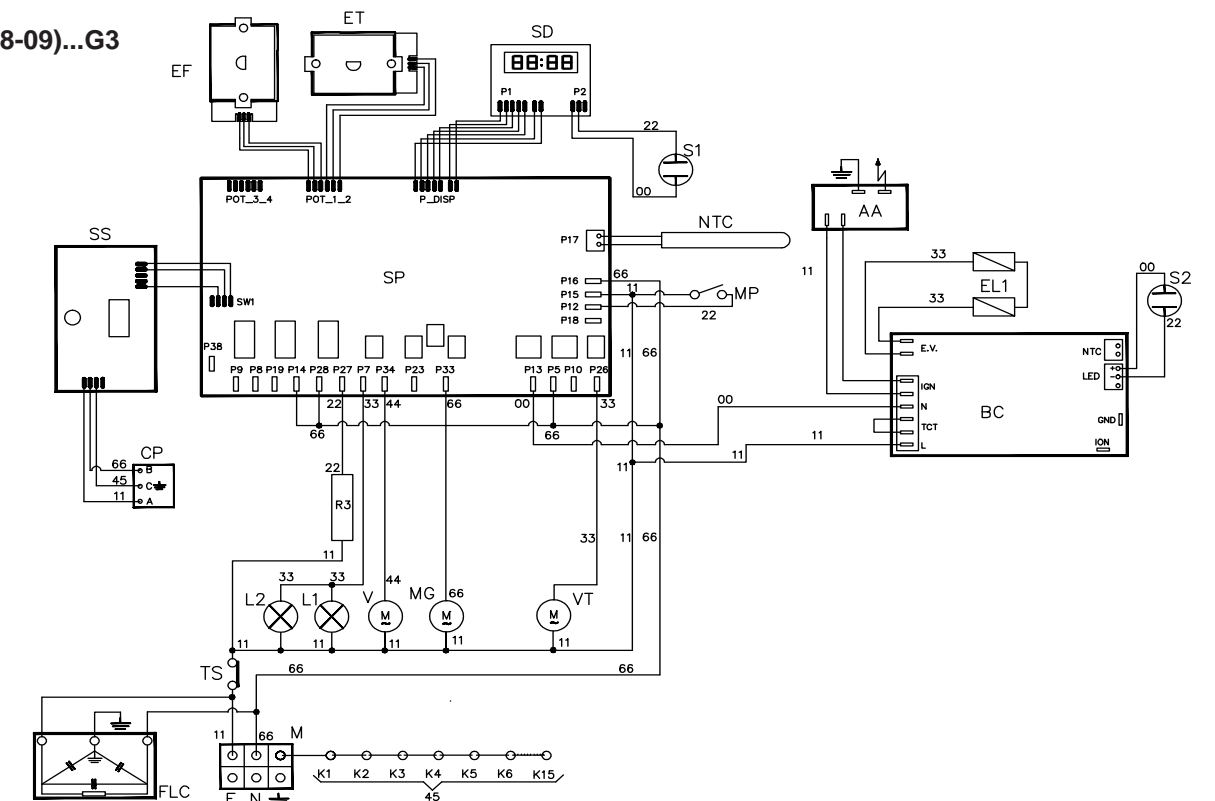 8-09)...G3
EF
ET
SD
88:88
P1
P2
22
S1
00
POT_3_4
POT_1_2
P_DISP
AA
SS
NTC
P17
SP
SW1
66
P16
11
P15
MP
P12
22
P18
11
33
EL1
33
00
S2
22
E.V.
NTC
LED
+
-
IGN
N
BC
TCT
GND
L
ION
P38
P9
P8
P19
P14
P28
P27
P7
P34
P23
P33
P13
P5
P10
P26
11
66
22
33
44
66
00
33
00
66
66
11
11
11
CP
66
B
45
C
11
A
22
R3
11
33
11
66
33
33
44
MG
66
L2
L1
V
M
M
M
VT
11
11
11
11
11
TS
66
66
11
66
M
FLC
F
N
K1
K2
K3
K4
K5
K6
K15
45